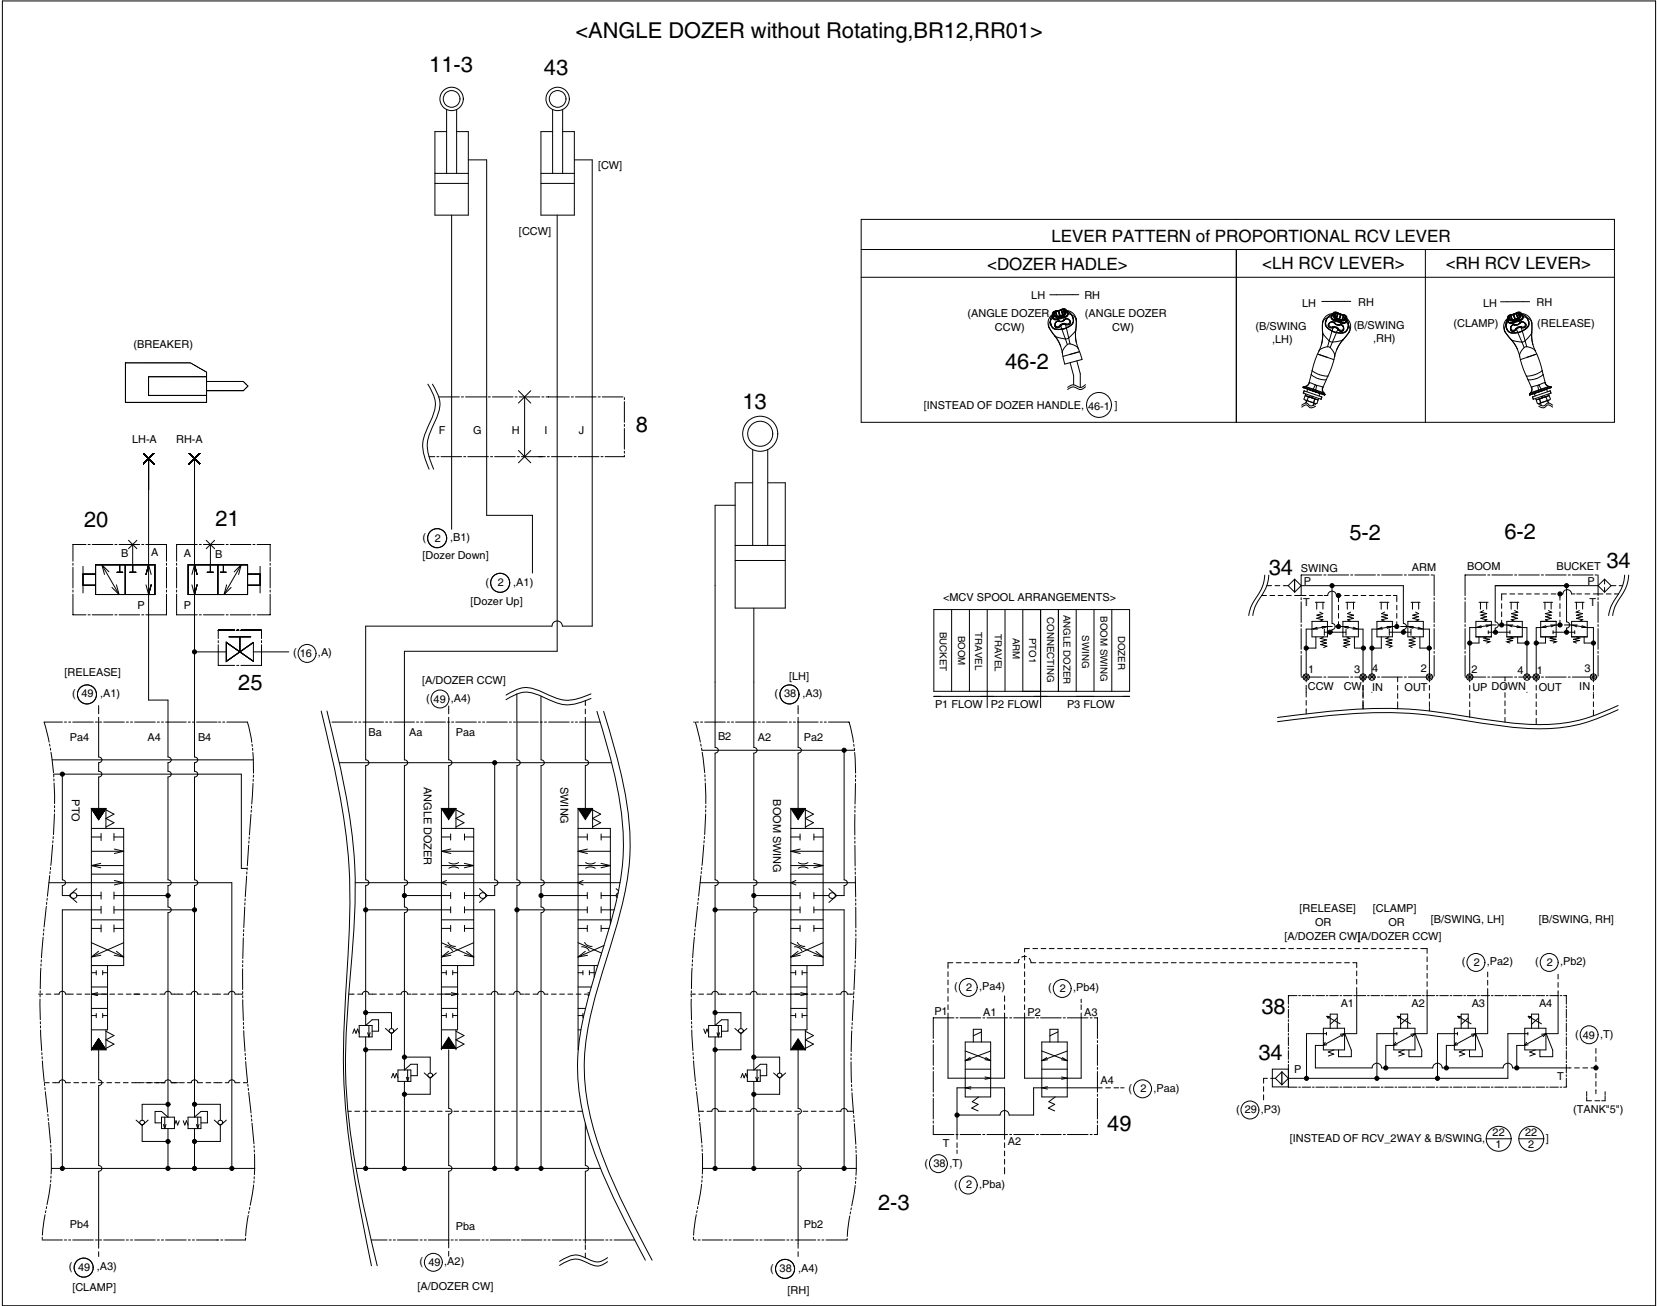 <ANGLE DOZER without Rotating,BR12,RR01>
11-3
43
[CW]
[CCW]
LEVER PATTERN of PROPORTIONAL RCV LEVER
<DOZER HADLE>
<LH RCV LEVER>
<RH RCV LEVER>
LH RH
(ANGLE DOZER CCW)
(ANGLE DOZER CW)
46-2
[INSTEAD OF DOZER HANDLE, 46-1 ]
LH RH
(B/SWING ,LH)
(B/SWING ,RH)
LH RH
(CLAMP)
(RELEASE)
(BREAKER)
LH-A
RH-A
F G H I J
8
13
20
21
B A
A B
P
P
(2 ,B1)
[Dozer Down]
(2 ,A1)
[Dozer Up]
(16 ,A)
25
5-2
6-2
34
SWING
ARM
P
T
1 3 4 2
CCW CW IN OUT
BOOM
BUCKET
34
P
T
2 4 1 3
UP DOWN OUT IN
<MCV SPOOL ARRANGEMENTS>
BUCKET
BOOM
TRAVEL
TRAVEL
ARM
PTO1
CONNECTING
ANGLE DOZER
SWING
BOOM SWING
DOZER
P1 FLOW
P2 FLOW
P3 FLOW
[RELEASE]
(49 ,A1)
Pa4
A4
B4
PTO
Pb4
(49 ,A3)
[CLAMP]
[A/DOZER CCW]
(49 ,A4)
Ba
Aa
Paa
ANGLE DOZER
SWING
Pba
(49 ,A2)
[A/DOZER CW]
[LH]
(38 ,A3)
B2
A2
Pa2
BOOM SWING
Pb2
(38 ,A4)
[RH]
2-3
[RELEASE] OR [A/DOZER CW]
[CLAMP] OR [A/DOZER CCW]
[B/SWING, LH]
[B/SWING, RH]
(2 ,Pa4)
(2 ,Pb4)
P1
A1
P2
A3
A4
(2 ,Paa)
49
T
A2
(38 ,T)
(2 ,Pba)
(2 ,Pa2)
(2 ,Pb2)
38
A1
A2
A3
A4
(49 ,T)
34
P
T
(29 ,P3)
(TANK"5")
[INSTEAD OF RCV_2WAY & B/SWING, 22 1 22 2 ]